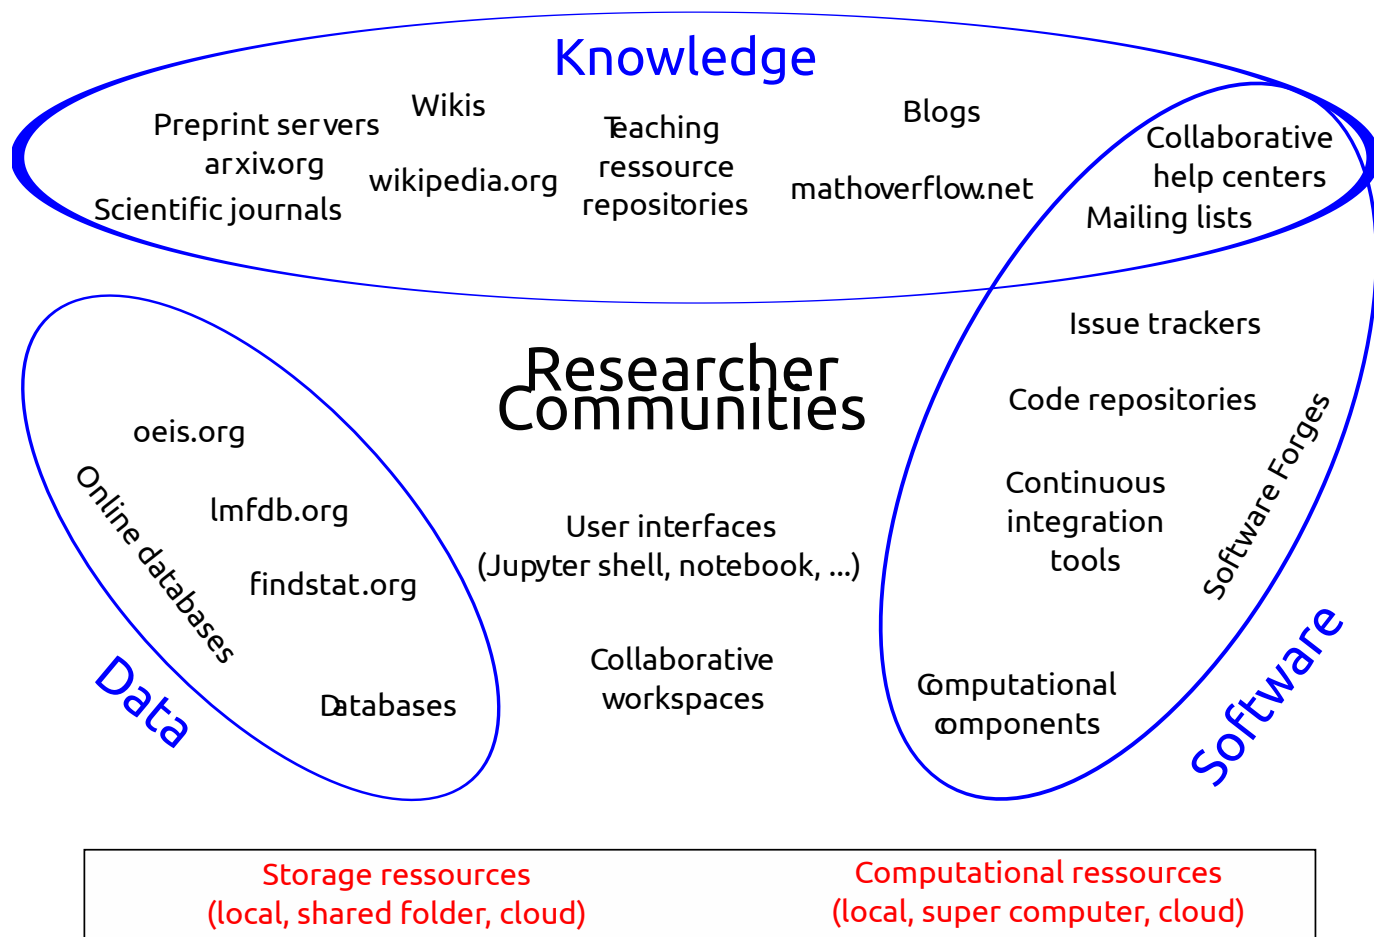 Knowledge
Preprint servers
arxiv.org
Scientific journals
Wikis
wikipedia.org
Teaching
ressource
repositories
Blogs
mathoverflow.net
Collaborative
help centers
Mailing lists
Researcher
Communities
oeis.org
lmfdb.org
findstat.org
Online databases
Databases
Data
User interfaces
(Jupyter shell, notebook, ...)
Collaborative
workspaces
Issue trackers
Code repositories
Continuous
integration
tools
Software Forges
Computational
components
Software
Storage ressources
(local, shared folder, cloud)
Computational ressources
(local, super computer, cloud)